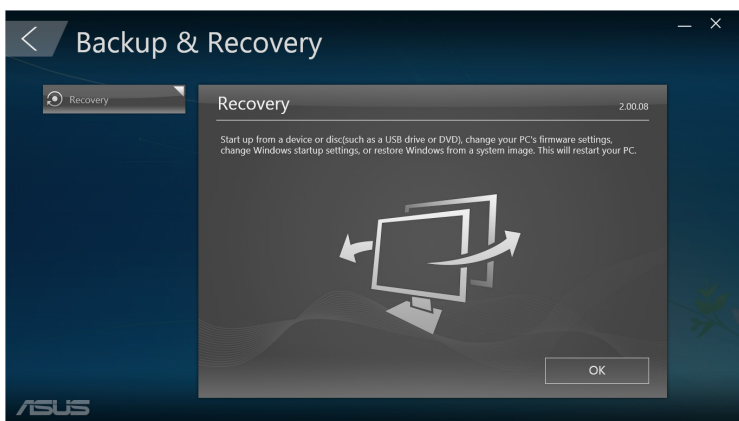 Backup & Recovery
Recovery
Recovery
2.00.08
Start up from a device or disc(such as a USB drive or DVD), change your PC's firmware settings,
change Windows startup settings, or restore Windows from a system image. This will restart your PC.
OK
ASUS